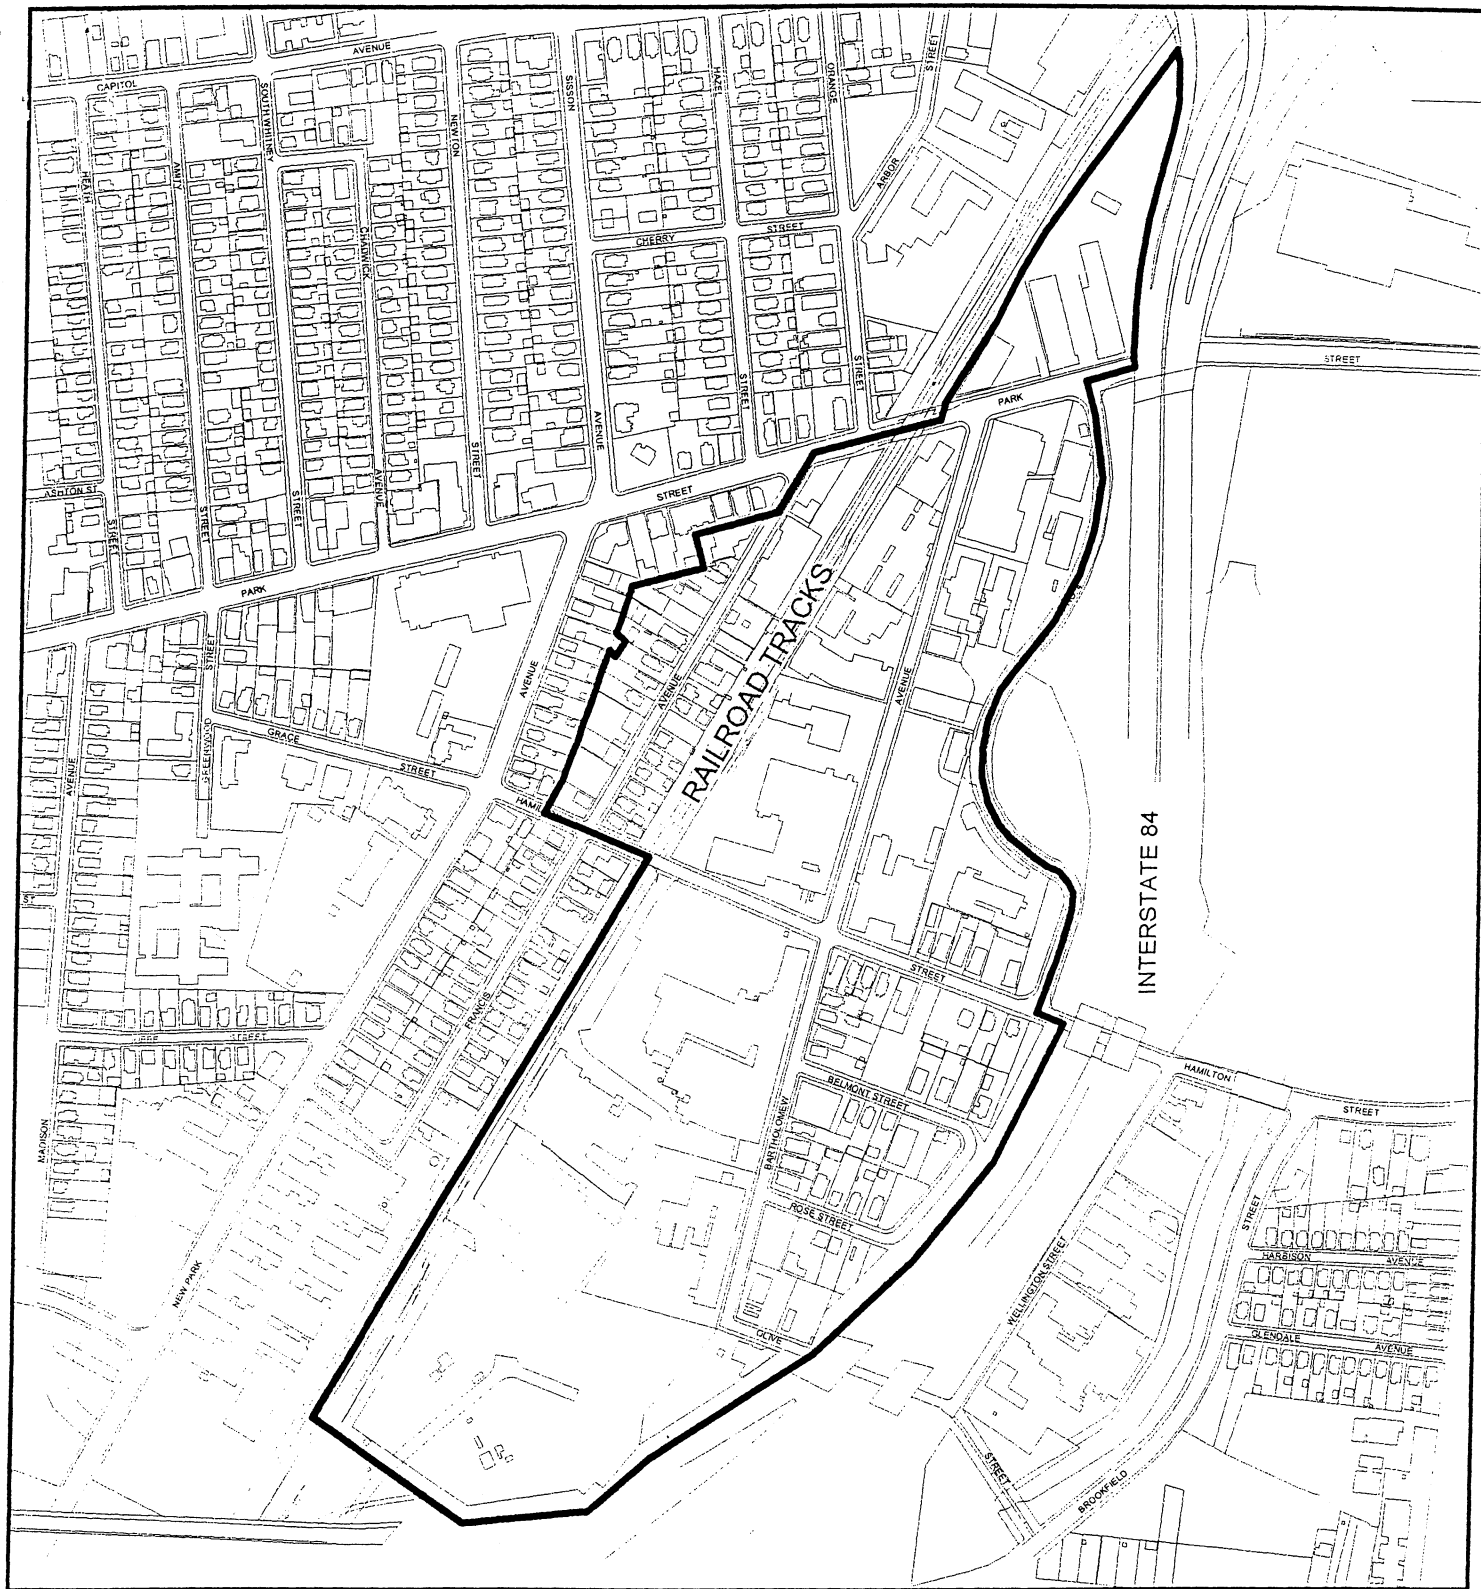 AVENUE
CAPITOL
HEATH
AMITY
SOUTH WHITNEY
CHADWICK
NEWTON
SISSON
HAZEL
ORANGE
STREET
ARBOR
CHERRY
STREET
STREET
STREET
STREET
PARK
AVENUE
STREET
STREET
ASHTON ST
STREET
STREET
STREET
AVENUE
STREET
PARK
STREET
GREENWOOD
GRACE
STREET
AVENUE
AVENUE
AVENUE
AVENUE
RAILROAD TRACKS
INTERSTATE 84
FRANCIS
STREET
STREET
MADISON
NEW PARK
BELMONT STREET
BARTHOLOMEW
ROSE STREET
OLIVE
HAMILTON
STREET
WELLINGTON STREET
STREET
HARBISON
AVENUE
GLENDALE
AVENUE
STREET
BROOKFIELD